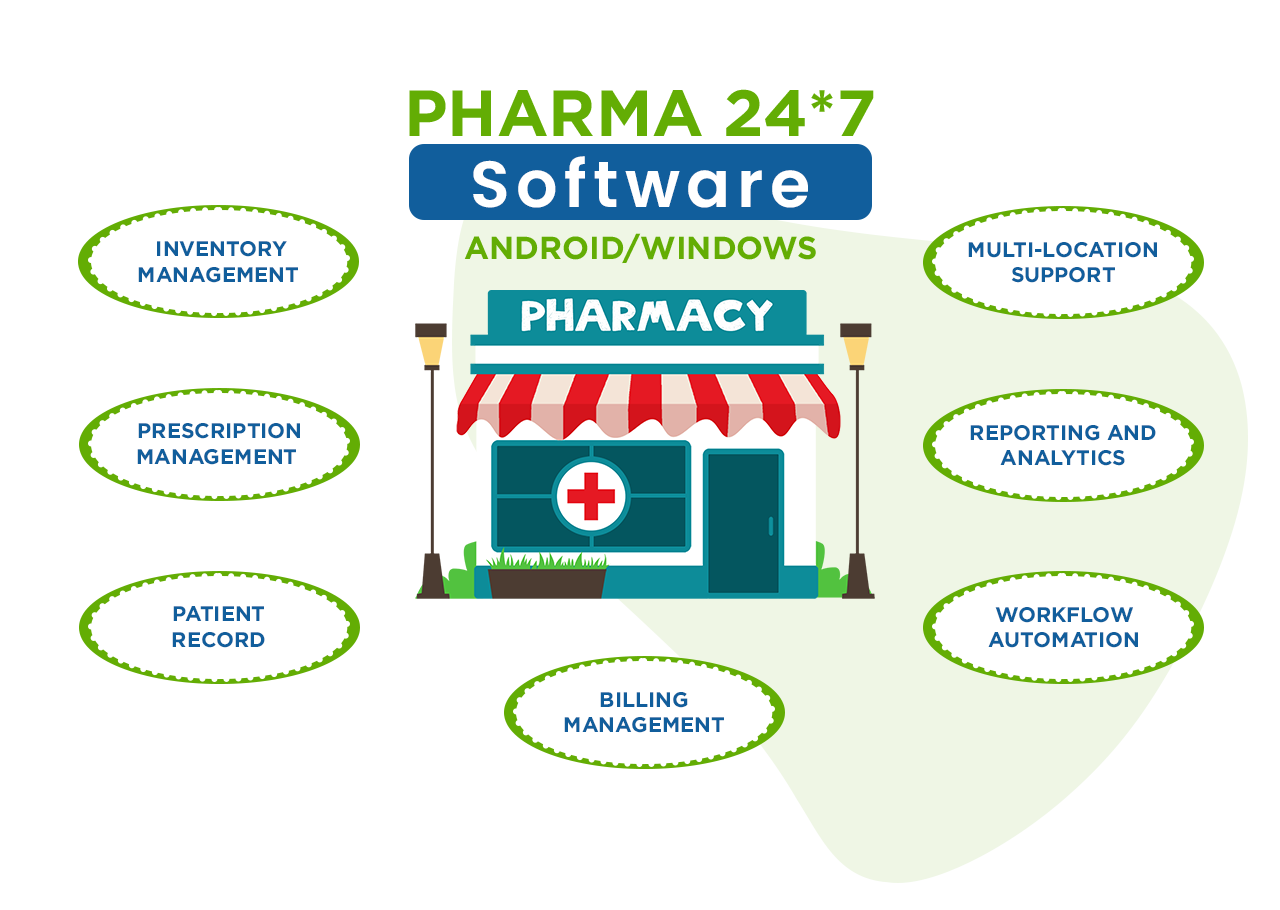 PHARMA 24*7
Software
ANDROID/WINDOWS
PHARMACY
INVENTORY
MANAGEMENT
PRESCRIPTION
MANAGEMENT
PATIENT
RECORD
BILLING
MANAGEMENT
MULTI-LOCATION
SUPPORT
REPORTING AND
ANALYTICS
WORKFLOW
AUTOMATION